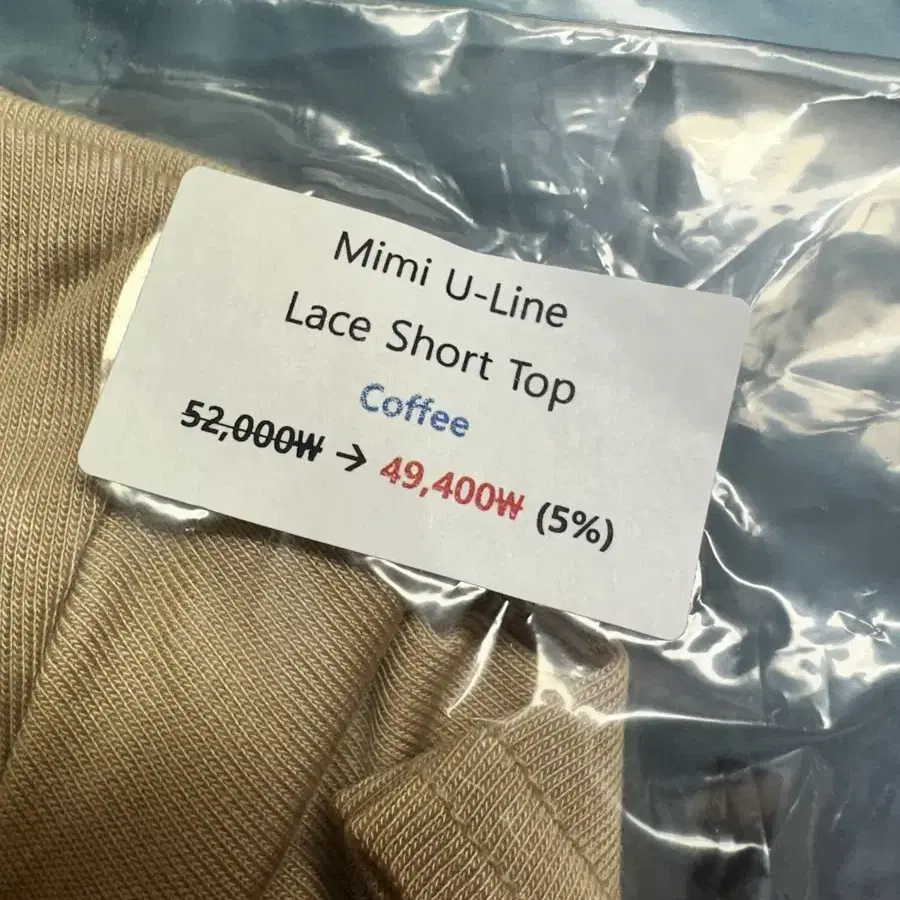 Mimi U-Line
Lace Short Top
Coffee
52,000₩ → 49,400₩ (5%)